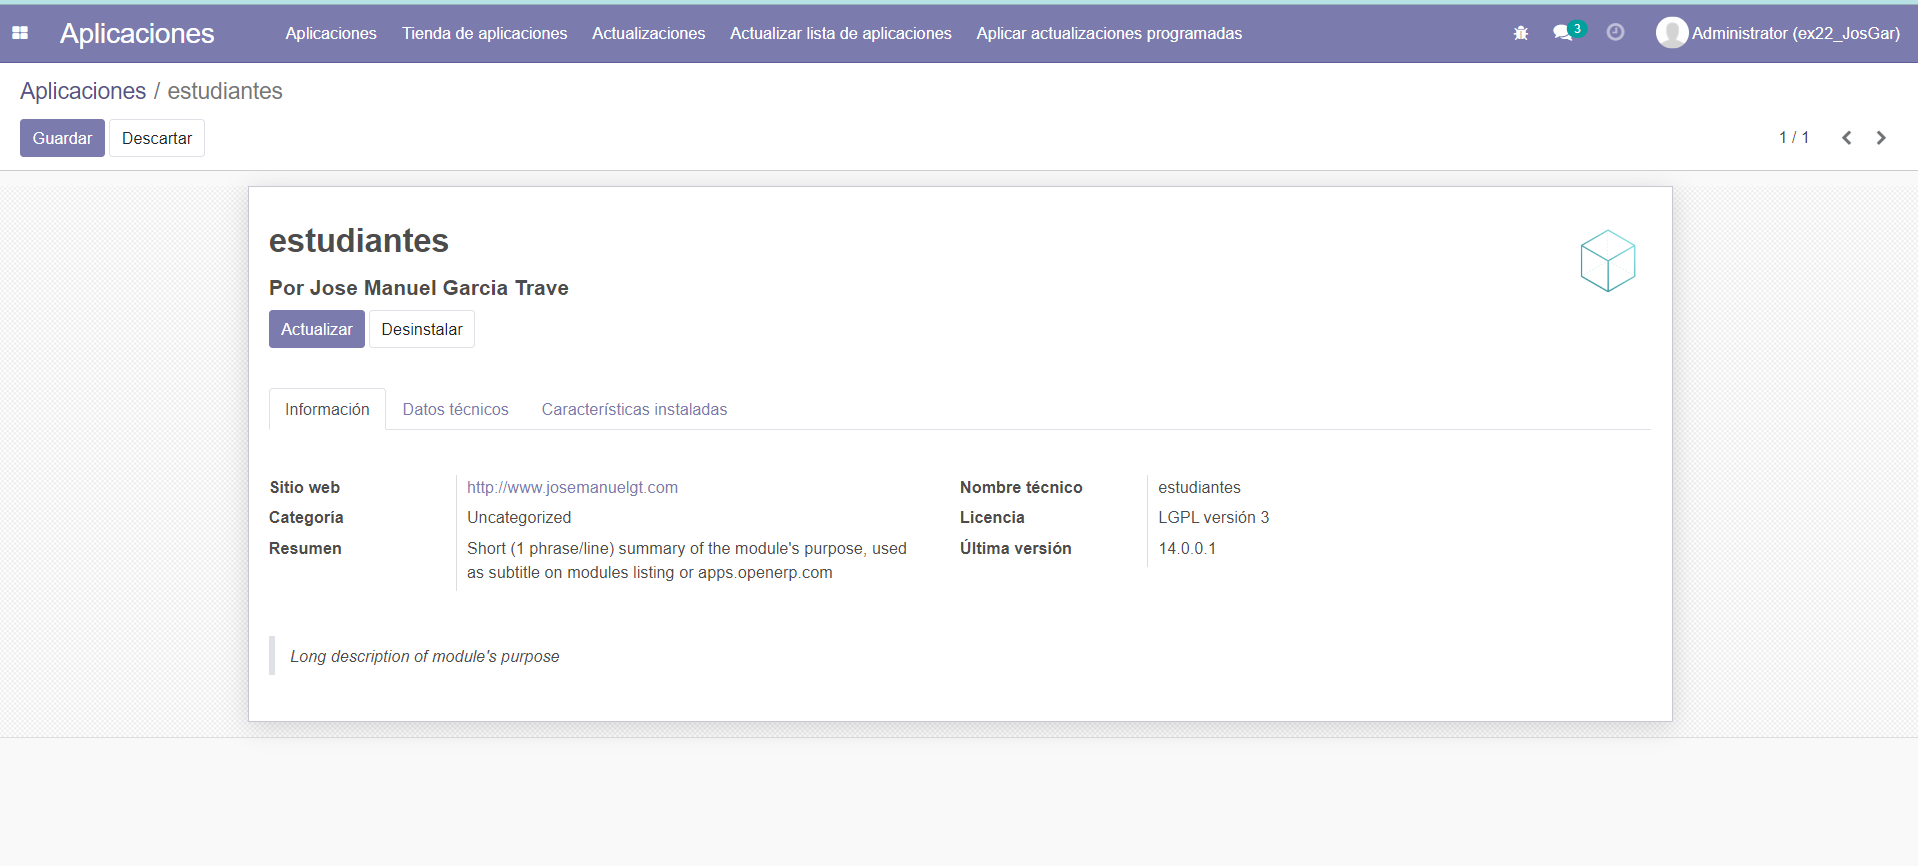 Aplicaciones Aplicaciones Tienda de aplicaciones Actualizaciones Actualizar lista de aplicaciones Aplicar actualizaciones programadas 3 Administrator (ex22_JosGar)
Aplicaciones / estudiantes
Guardar Descartar 1 / 1
estudiantes
Por Jose Manuel Garcia Trave
Actualizar Desinstalar
Información Datos técnicos Características instaladas
Sitio web http://www.josemanuelgt.com Nombre técnico estudiantes
Categoría Uncategorized Licencia LGPL versión 3
Resumen Short (1 phrase/line) summary of the module's purpose, used Última versión 14.0.0.1
as subtitle on modules listing or apps.openerp.com
Long description of module's purpose